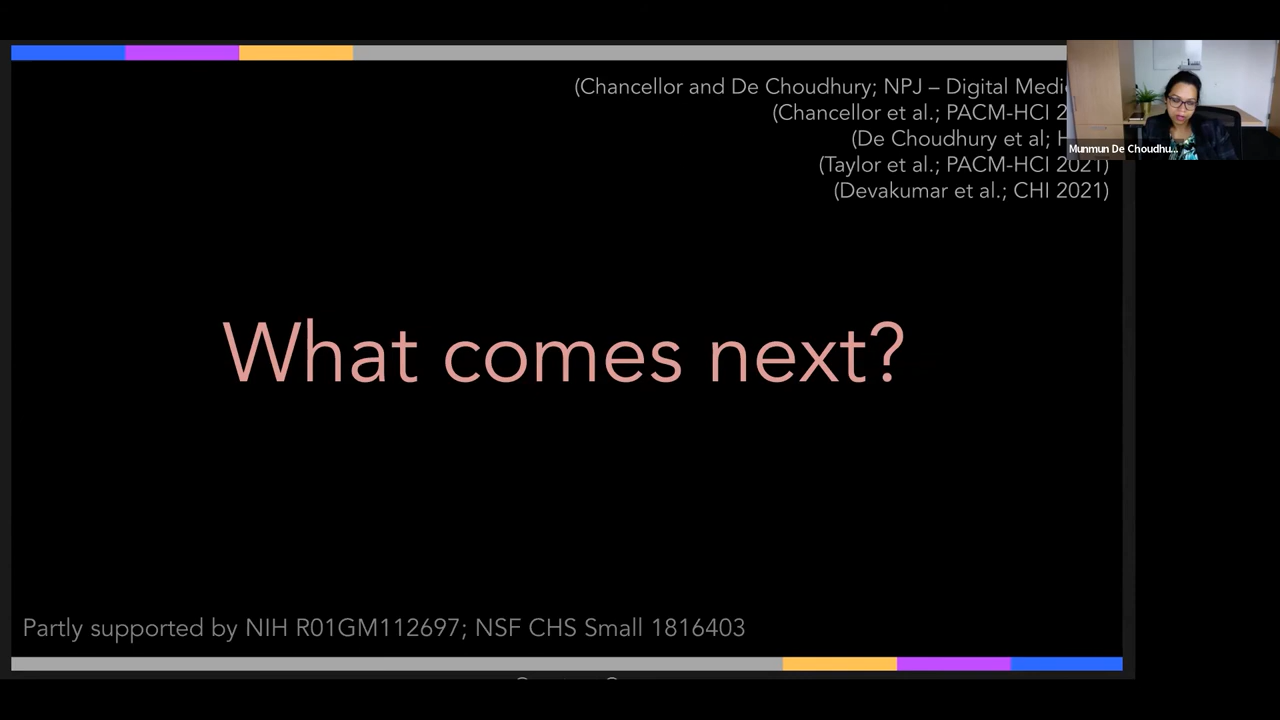 (Chancellor and De Choudhury; NPJ – Digital Medi
(Chancellor et al.; PACM-HCI 2
(De Choudhury et al; H
(Taylor et al.; PACM-HCI 2021)
(Devakumar et al.; CHI 2021)
Munmun De Choudhu...
What comes next?
Partly supported by NIH R01GM112697; NSF CHS Small 1816403